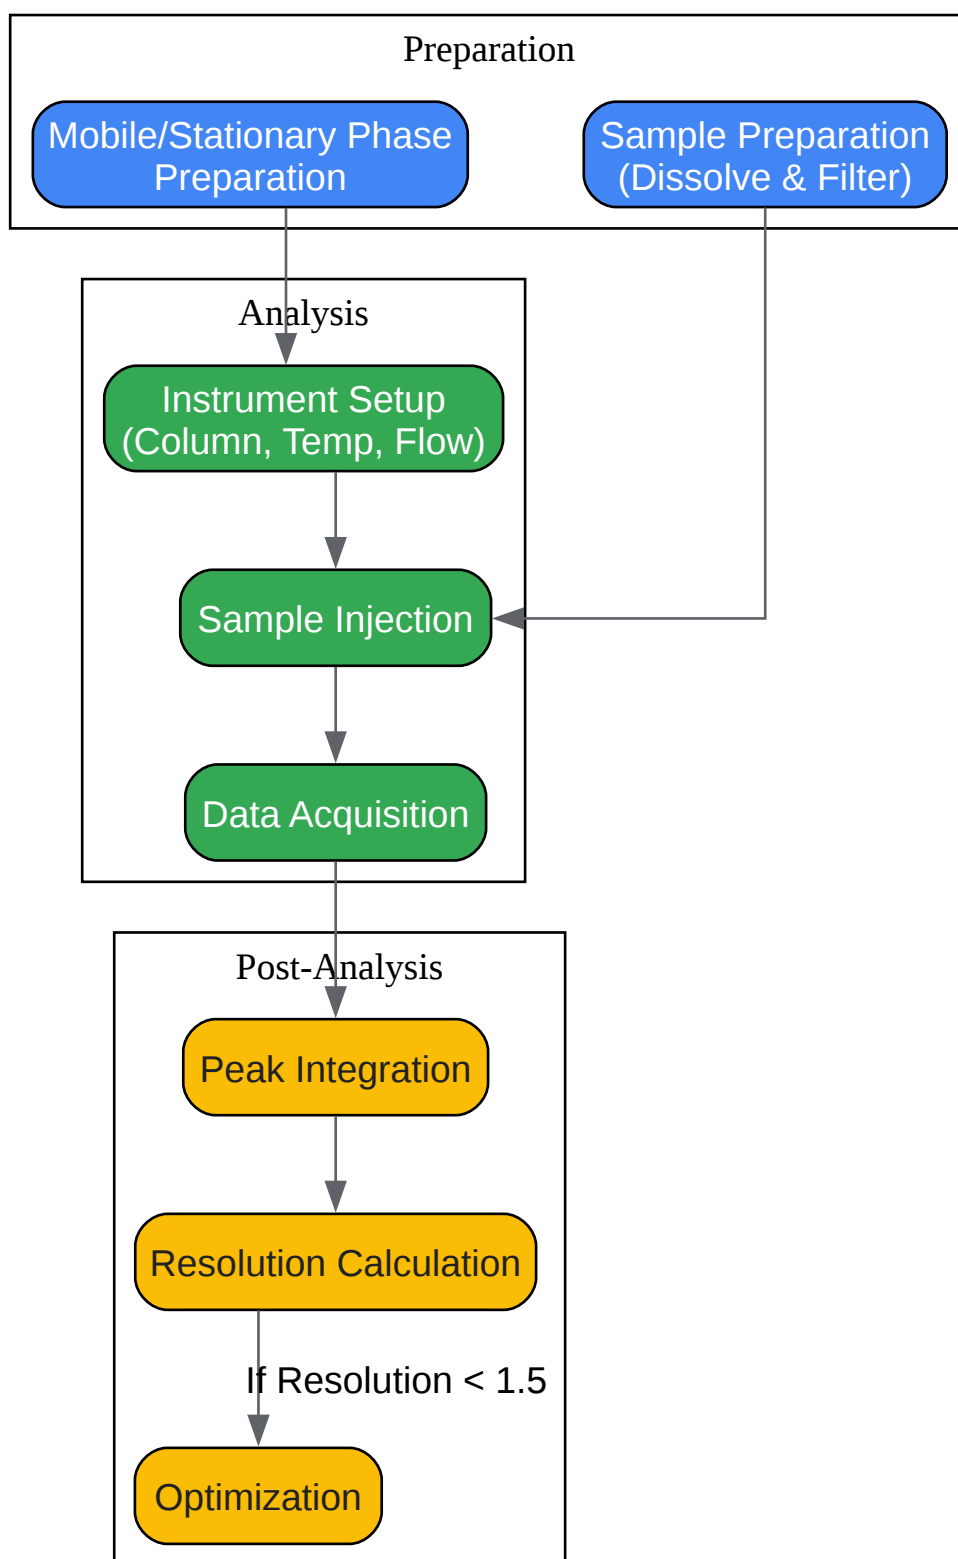 Preparation
Mobile/Stationary Phase
Preparation
Sample Preparation
(Dissolve & Filter)
Analysis
Instrument Setup
(Column, Temp, Flow)
Sample Injection
Data Acquisition
Post-Analysis
Peak Integration
Resolution Calculation
If Resolution < 1.5
Optimization